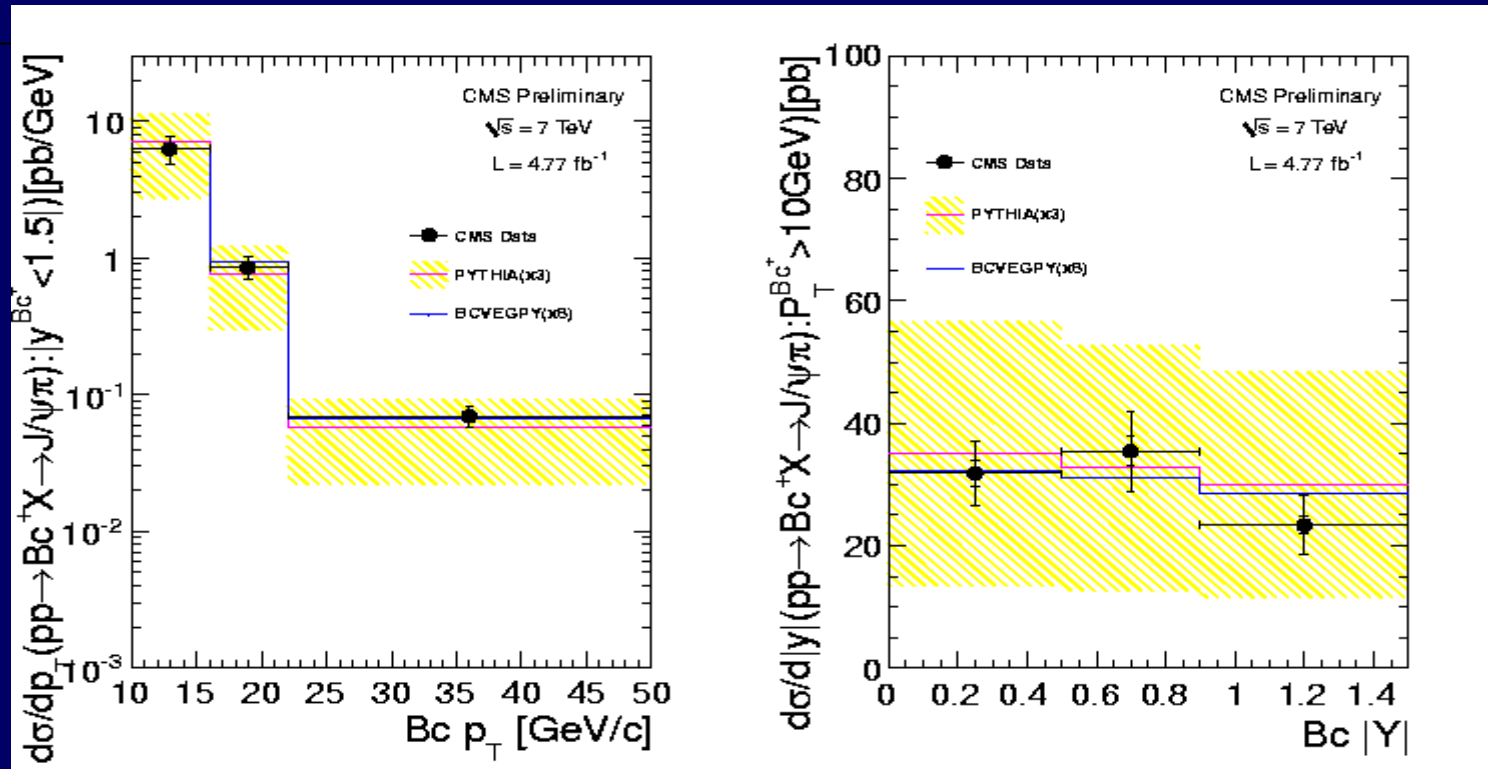 dσ/dp_T(pp→Bc⁺X→J/ψπ):|y^Bc⁺<1.5|)[pb/GeV]
10
1
10⁻¹
10⁻²
10⁻³
CMS Preliminary
√s = 7 TeV
L = 4.77 fb⁻¹
CMS Data
PYTHIA(x3)
BCVEGPY(x8)
10 15 20 25 30 35 40 45 50
Bc p_T [GeV/c]
dσ/d|y|(pp→Bc⁺X→J/ψπ):P_T^Bc⁺>10GeV)[pb]
100
80
60
40
20
0
CMS Preliminary
√s = 7 TeV
L = 4.77 fb⁻¹
CMS Data
PYTHIA(x3)
BCVEGPY(x8)
0 0.2 0.4 0.6 0.8 1 1.2 1.4
Bc |Y|